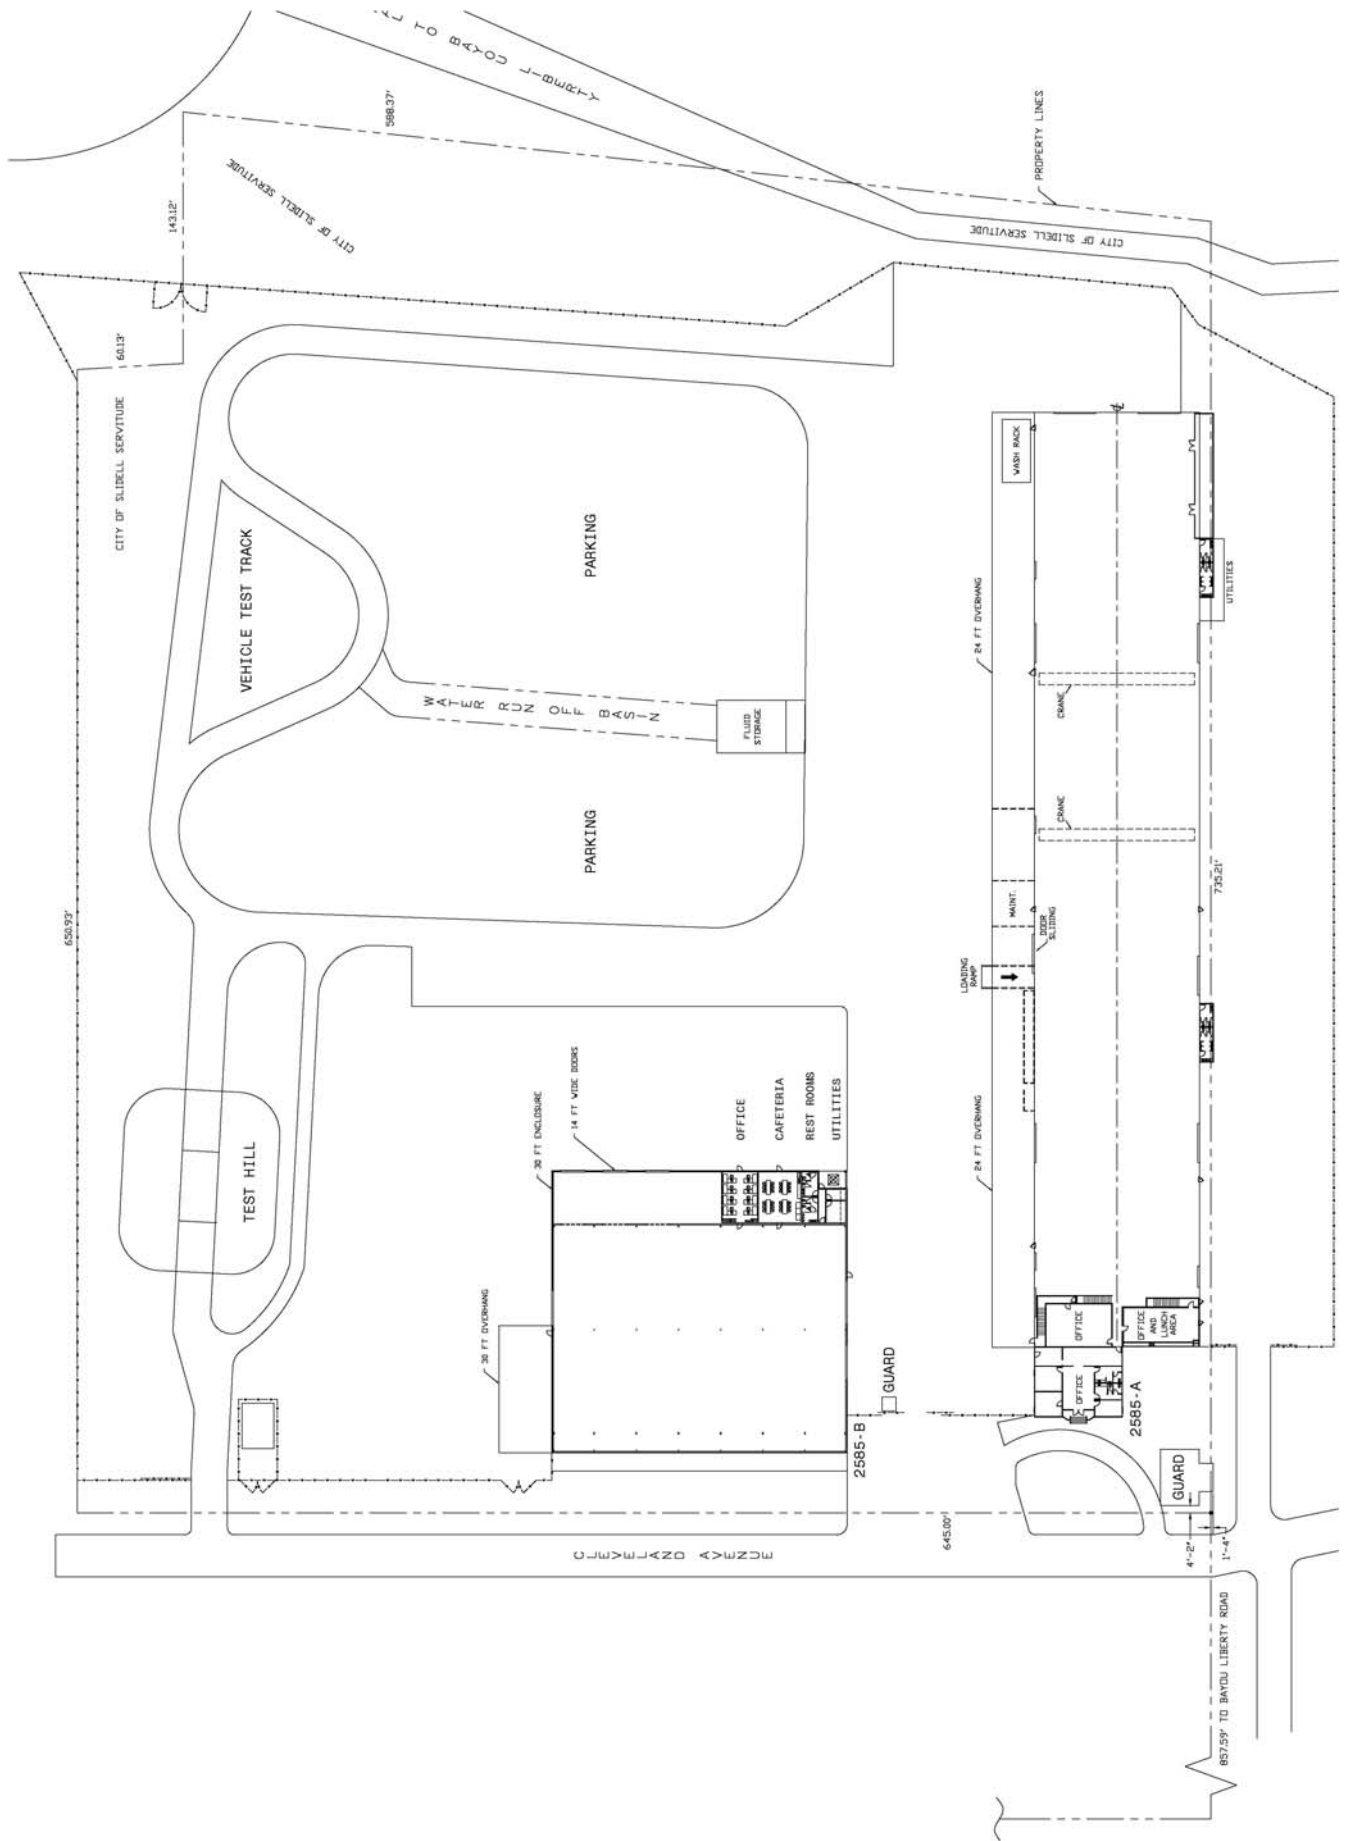 AL TO BAYOU LIBERTY
588.37'
143.12'
CITY OF SLIDELL SERVITUDE
PROPERTY LINES
CITY OF SLIDELL SERVITUDE
60.13'
CITY OF SLIDELL SERVITUDE
VEHICLE TEST TRACK
PARKING
WASH RACK
UTILITIES
24 FT OVERHANG
WATER RUN OFF BASIN
FLUID
STORAGE
CRANE
CRANE
PARKING
650.93'
735.21'
MAINT.
DOOR
SLIDING
LOADING
RAMP
14 FT WIDE DOORS
30 FT ENCLOSURE
OFFICE
CAFETERIA
REST ROOMS
UTILITIES
24 FT OVERHANG
TEST HILL
30 FT OVERHANG
OFFICE
OFFICE
AND
LUNCH
AREA
OFFICE
GUARD
2585-A
2585-B
GUARD
645.00'
4'-2"
1'-4"
CLEVELAND AVENUE
857.59' TO BAYOU LIBERTY ROAD